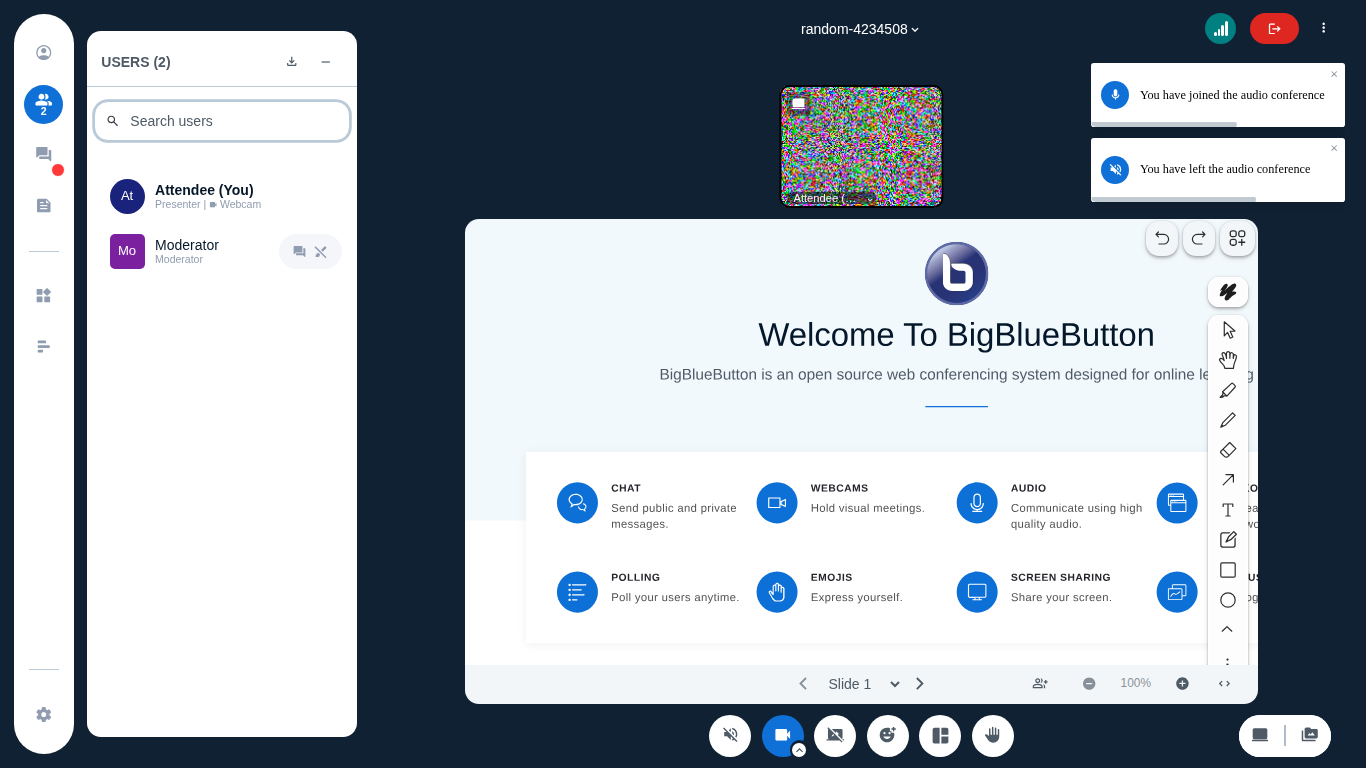 random-4234508
2
USERS (2)
Search users
At
Attendee (You)
Presenter | Webcam
Mo
Moderator
Moderator
Attendee (...
You have joined the audio conference
You have left the audio conference
Welcome To BigBlueButton
BigBlueButton is an open source web conferencing system designed for online
CHAT
Send public and private
messages.
WEBCAMS
Hold visual meetings.
AUDIO
Communicate using high
quality audio.
POLLING
Poll your users anytime.
EMOJIS
Express yourself.
SCREEN SHARING
Share your screen.
Slide 1
100%